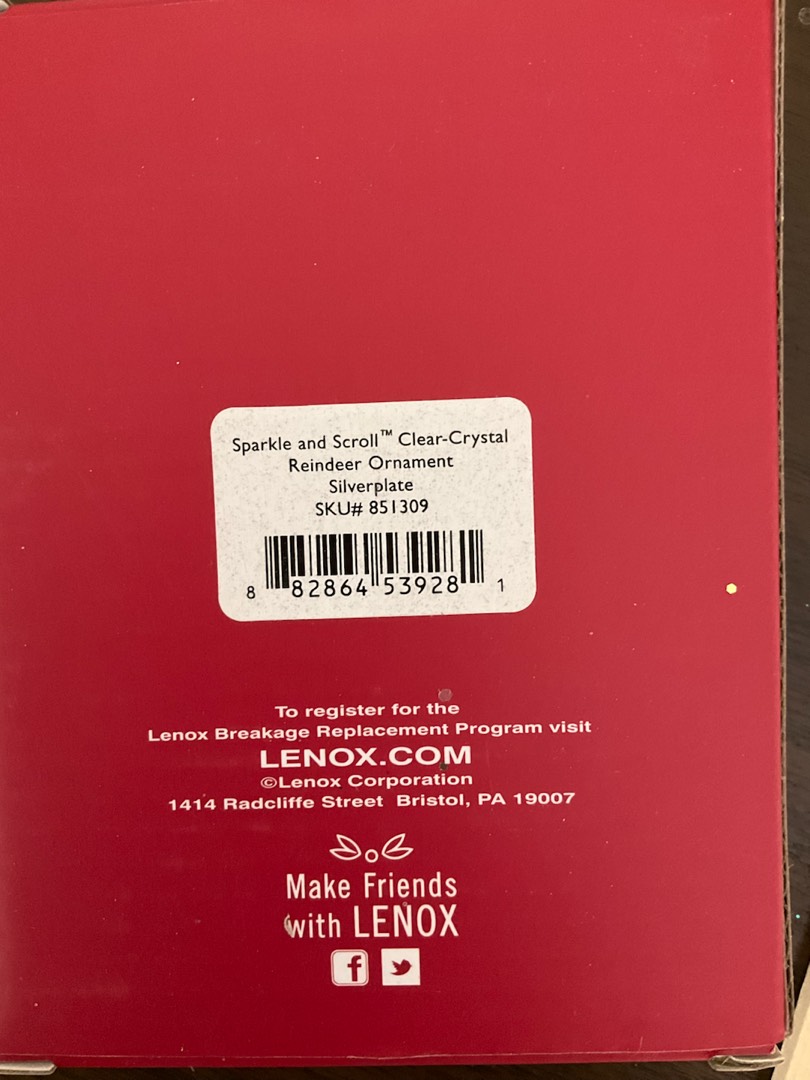 Sparkle and Scroll™ Clear-Crystal
Reindeer Ornament
Silverplate
SKU# 851309
8 82864 53928 1
To register for the
Lenox Breakage Replacement Program visit
LENOX.COM
©Lenox Corporation
1414 Radcliffe Street Bristol, PA 19007
Make Friends
with LENOX
f